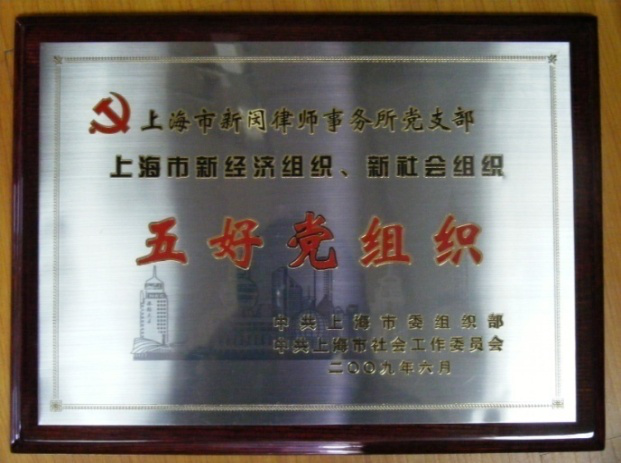 上海市新闵律师事务所党支部
上海市新经济组织、新社会组织
五好党组织
中共上海市委组织部
中共上海市社会工作委员会
二〇〇九年六月